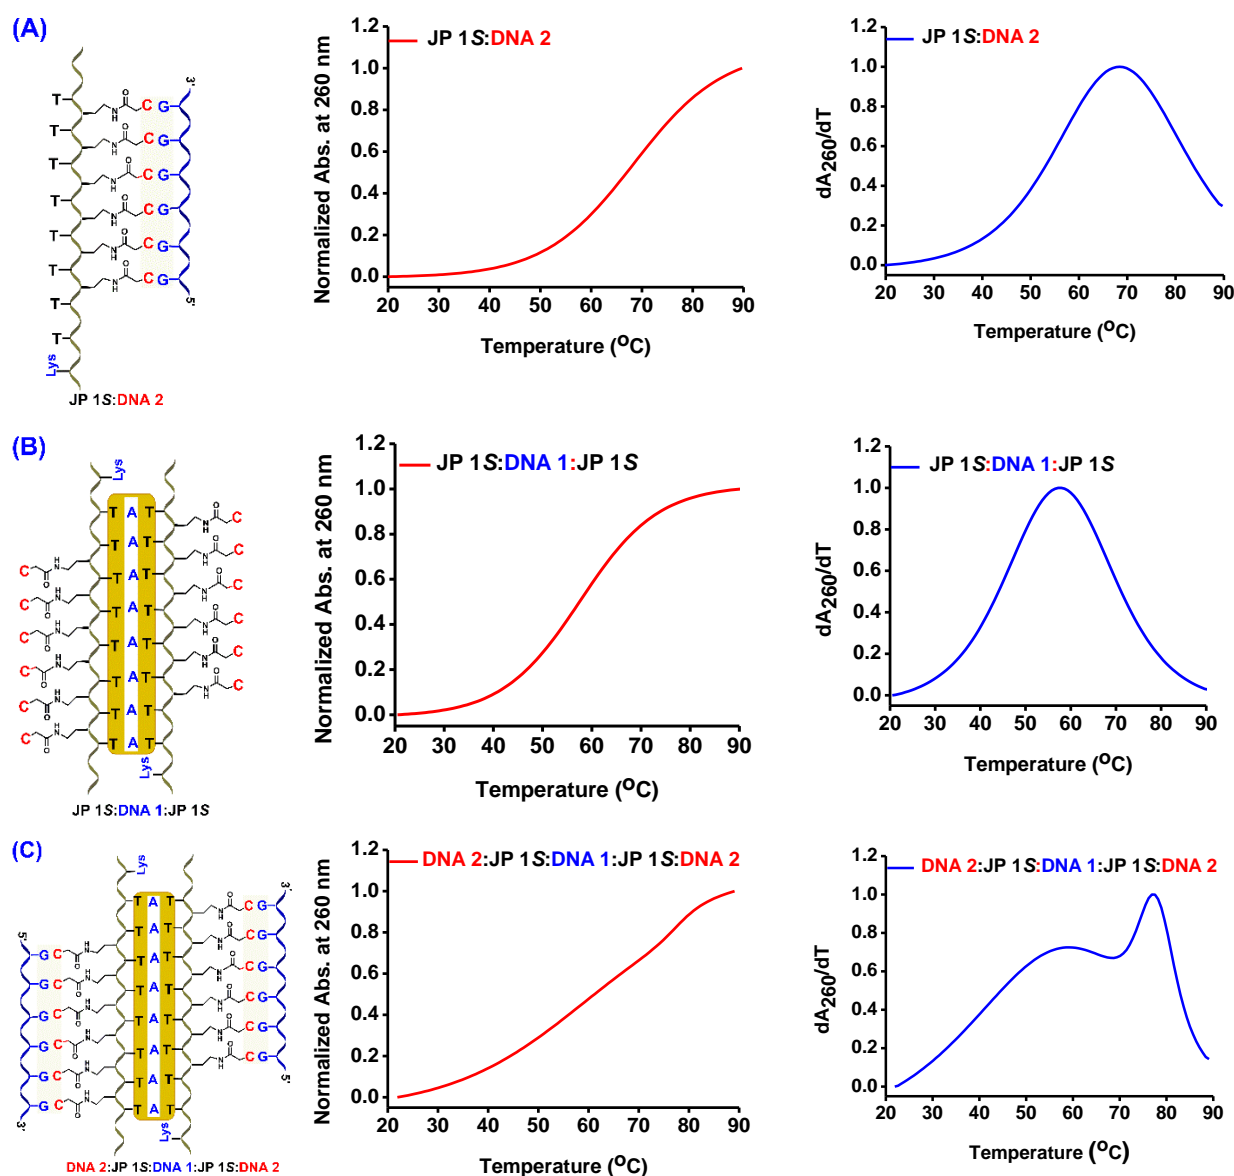 (A)
3'
T
T
T
T
T
T
T
T
O
N
H
C G
O
N
H
C G
O
N
H
C G
O
N
H
C G
O
N
H
C G
O
N
H
C G
5'
Lys
JP 1S:DNA 2
JP 1S:DNA 2
Normalized Abs. at 260 nm
1.2
1.0
0.8
0.6
0.4
0.2
0.0
20 30 40 50 60 70 80 90
Temperature (oC)
JP 1S:DNA 2
dA260/dT
1.2
1.0
0.8
0.6
0.4
0.2
0.0
20 30 40 50 60 70 80 90
Temperature (oC)
(B)
Lys
T A T
T A T
T A T
T A T
T A T
T A T
T A T
T A T
O
N
H
C
O
N
H
C
O
N
H
C
O
N
H
C
O
N
H
C
O
N
H
C
C
O
H
N
C
O
H
N
C
O
H
N
C
O
H
N
C
O
H
N
C
O
H
N
Lys
JP 1S:DNA 1:JP 1S
JP 1S:DNA 1:JP 1S
Normalized Abs. at 260 nm
1.2
1.0
0.8
0.6
0.4
0.2
0.0
20 30 40 50 60 70 80 90
Temperature (oC)
JP 1S:DNA 1:JP 1S
dA260/dT
1.2
1.0
0.8
0.6
0.4
0.2
0.0
20 30 40 50 60 70 80 90
Temperature (oC)
(C)
Lys
3'
5'
T A T
T A T
T A T
T A T
T A T
T A T
T A T
T A T
O
N
H
C G
O
N
H
C G
O
N
H
C G
O
N
H
C G
O
N
H
C G
O
N
H
C G
G C
O
H
N
G C
O
H
N
G C
O
H
N
G C
O
H
N
G C
O
H
N
G C
O
H
N
5'
3'
Lys
DNA 2:JP 1S:DNA 1:JP 1S:DNA 2
DNA 2:JP 1S:DNA 1:JP 1S:DNA 2
Normalized Abs. at 260 nm
1.2
1.0
0.8
0.6
0.4
0.2
0.0
20 30 40 50 60 70 80 90
Temperature (oC)
DNA 2:JP 1S:DNA 1:JP 1S:DNA 2
dA260/dT
1.2
1.0
0.8
0.6
0.4
0.2
0.0
20 30 40 50 60 70 80 90
Temperature (oC)